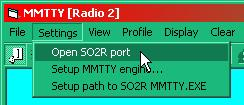 MMTTY [Radio 2]
File Settings View Profile Display Clear
Open SO2R port
Setup MMTTY engine...
Setup path to SO2R MMTTY.EXE